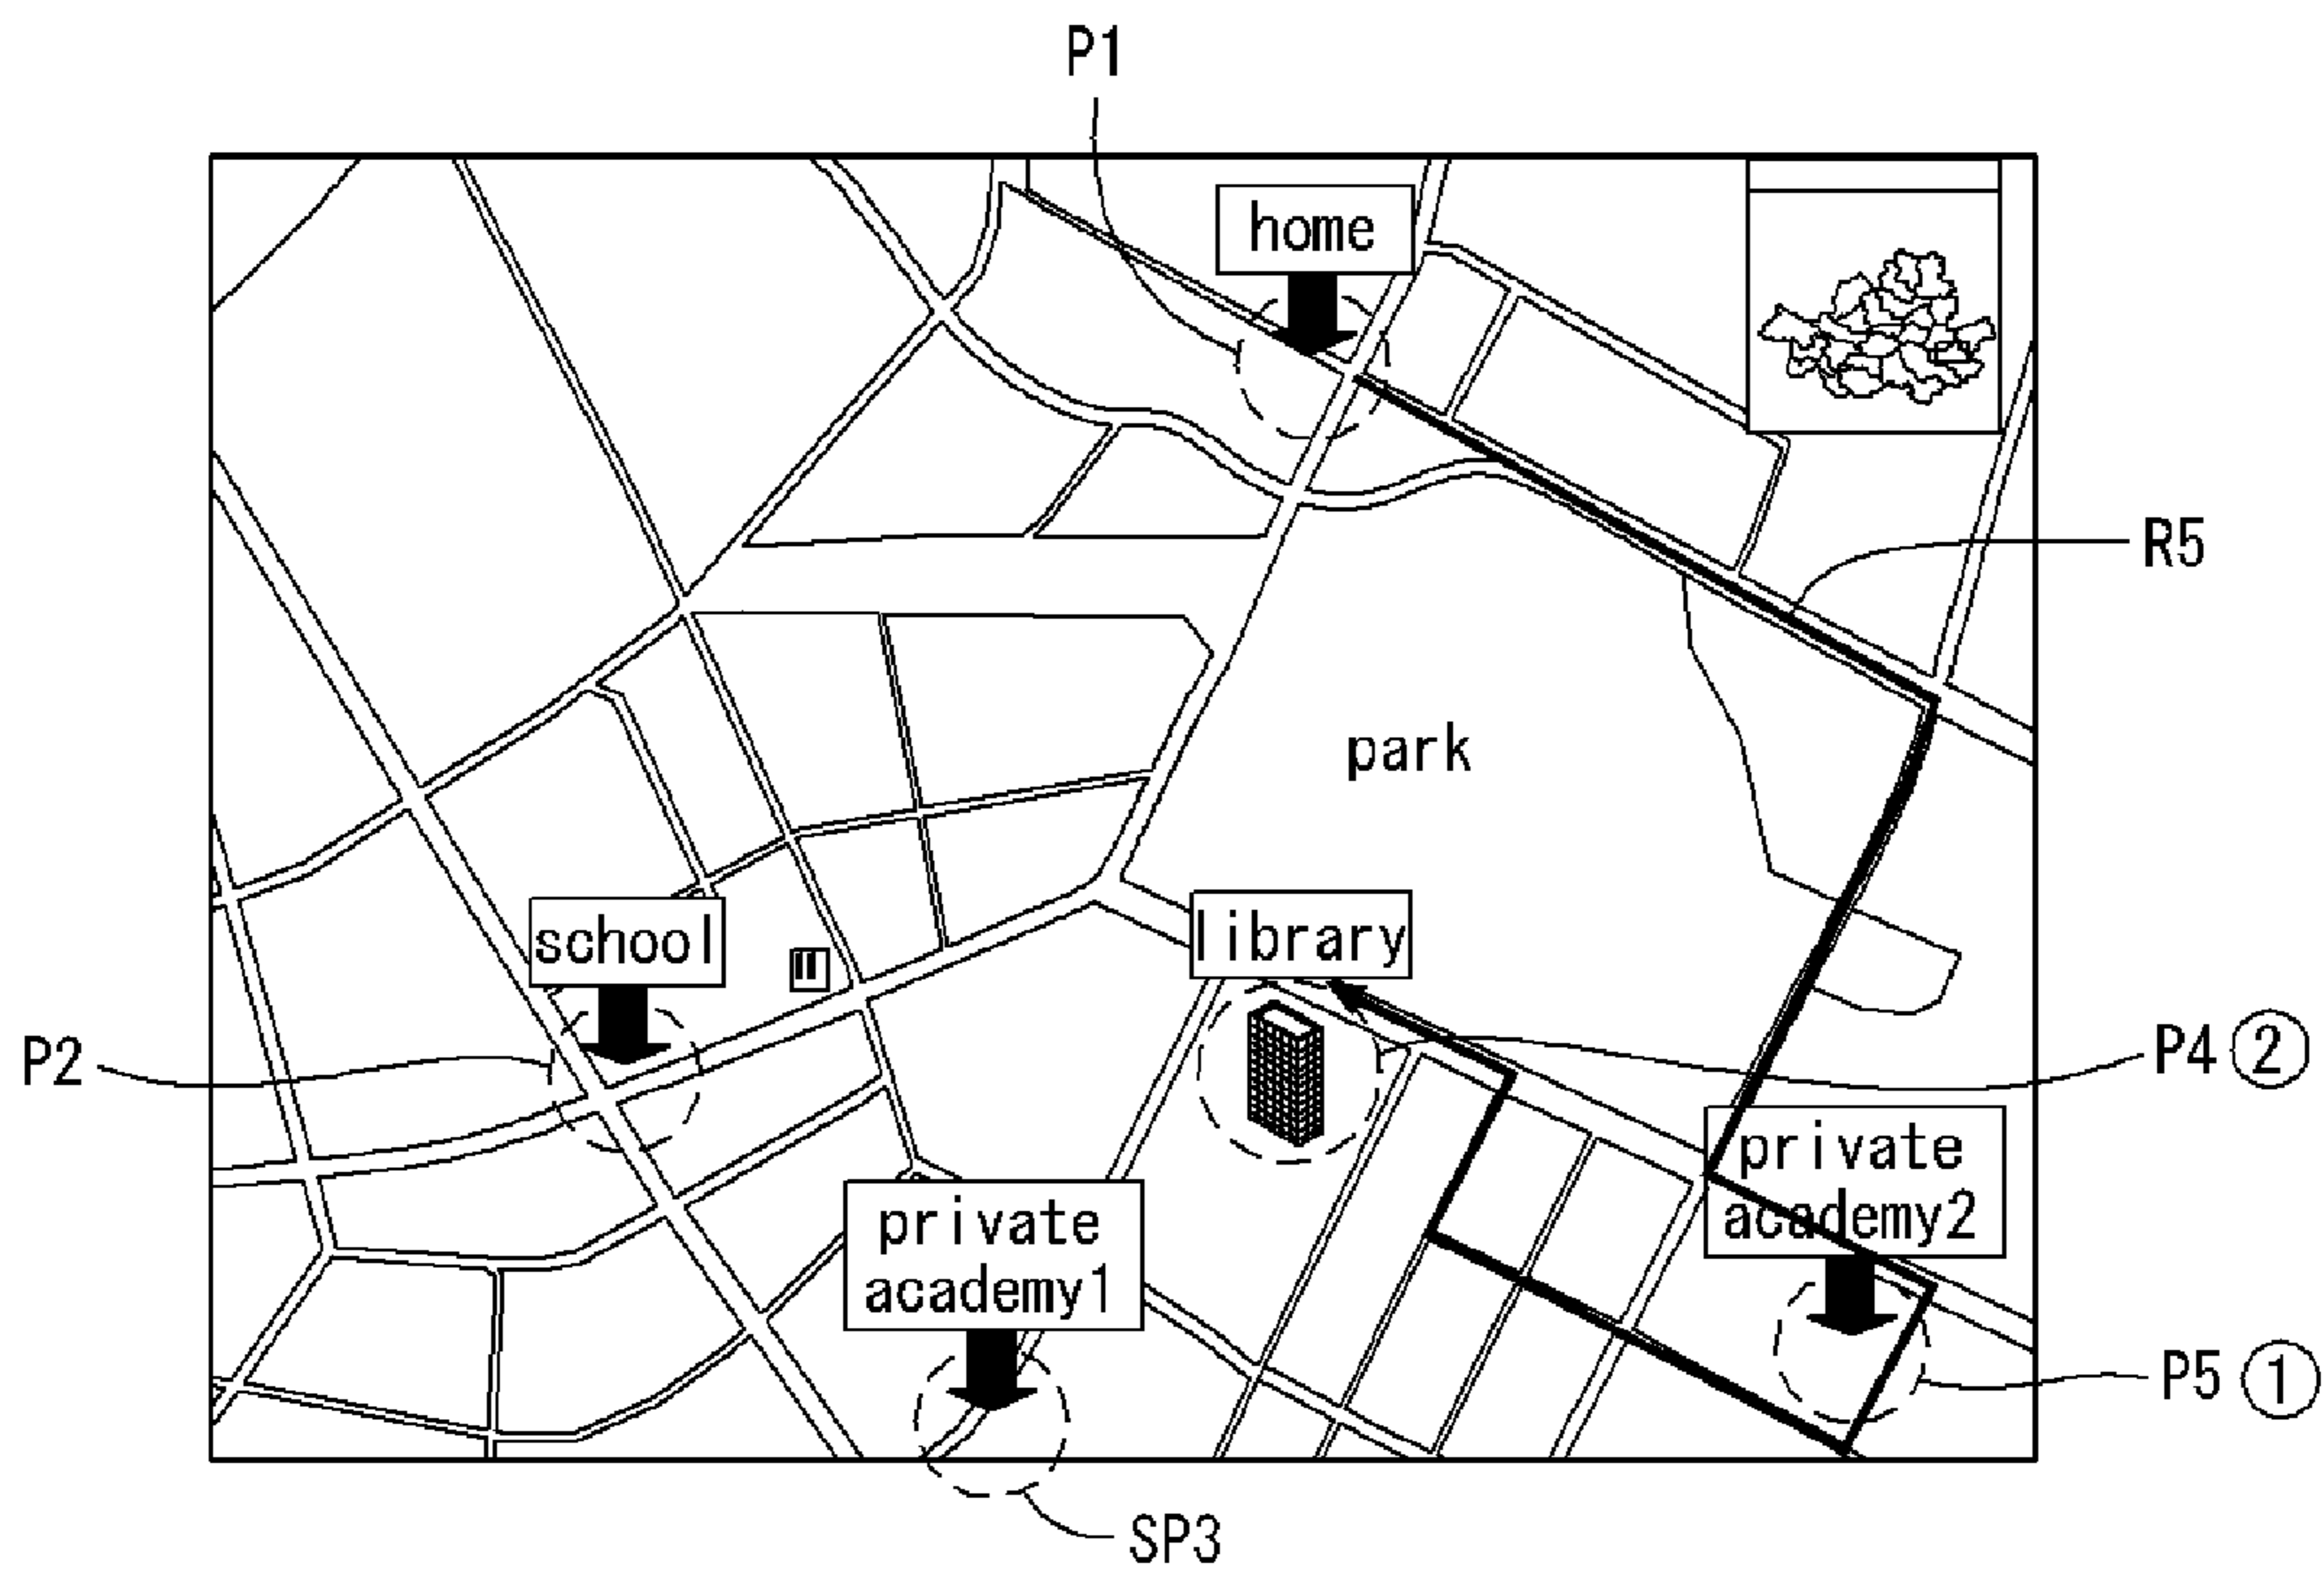 P1
home
R5
park
school
library
P2
P4 ②
private
academy2
private
academy1
P5 ①
SP3